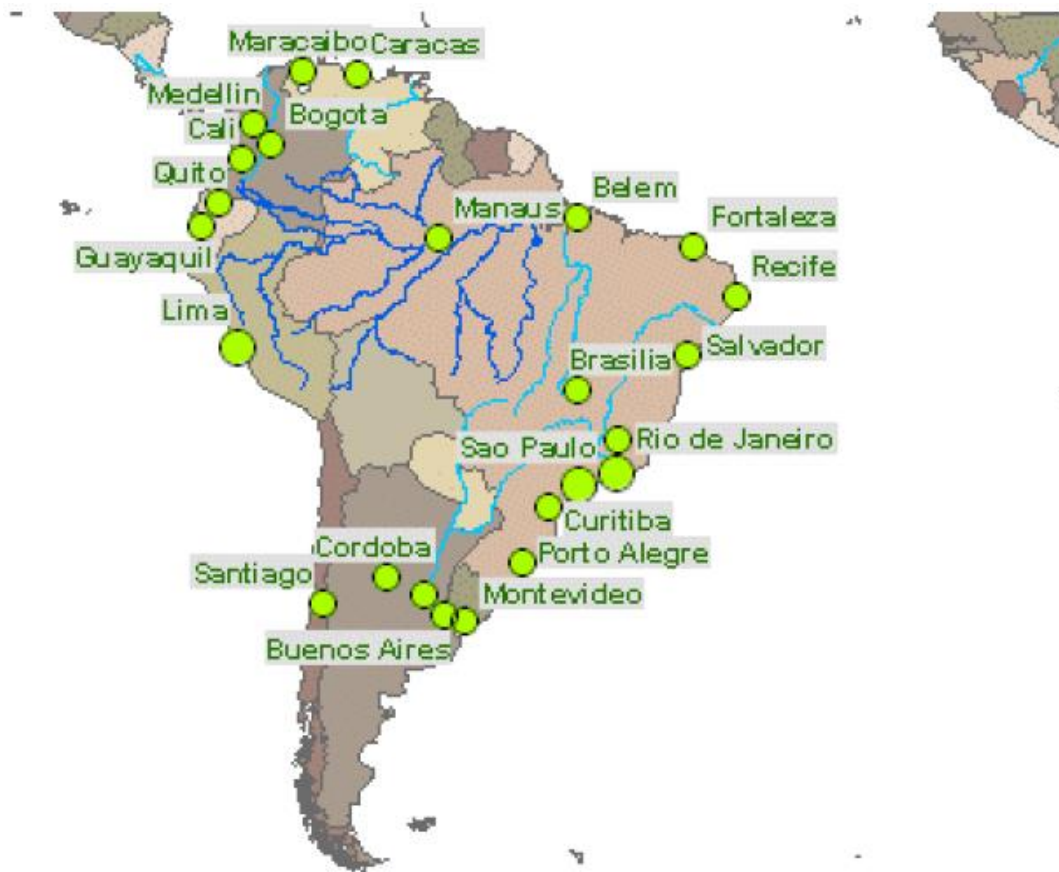 Maracaibo
Caracas
Medellin
Bogota
Cali
Quito
Belem
Manaus
Fortaleza
Guayaquil
Recife
Lima
Salvador
Brasilia
Rio de Janeiro
Sao Paulo
Curitiba
Cordoba
Porto Alegre
Santiago
Montevideo
Buenos Aires